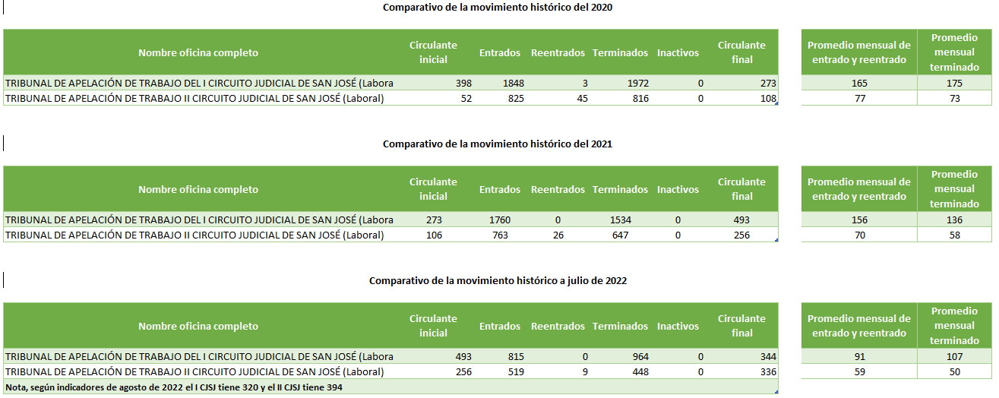 Comparativo de la movimiento histórico del 2020
Nombre oficina completo Circulante inicial Entrados Reentrados Terminados Inactivos Circulante final Promedio mensual de entrado y reentrado Promedio mensual terminado
TRIBUNAL DE APELACIÓN DE TRABAJO DEL I CIRCUITO JUDICIAL DE SAN JOSÉ (Labora 398 1848 3 1972 0 273 165 175
TRIBUNAL DE APELACIÓN DE TRABAJO II CIRCUITO JUDICIAL DE SAN JOSÉ (Laboral) 52 825 45 816 0 108 77 73
Comparativo de la movimiento histórico del 2021
Nombre oficina completo Circulante inicial Entrados Reentrados Terminados Inactivos Circulante final Promedio mensual de entrado y reentrado Promedio mensual terminado
TRIBUNAL DE APELACIÓN DE TRABAJO DEL I CIRCUITO JUDICIAL DE SAN JOSÉ (Labora 273 1760 0 1534 0 493 156 136
TRIBUNAL DE APELACIÓN DE TRABAJO II CIRCUITO JUDICIAL DE SAN JOSÉ (Laboral) 106 763 26 647 0 256 70 58
Comparativo de la movimiento histórico a julio de 2022
Nombre oficina completo Circulante inicial Entrados Reentrados Terminados Inactivos Circulante final Promedio mensual de entrado y reentrado Promedio mensual terminado
TRIBUNAL DE APELACIÓN DE TRABAJO DEL I CIRCUITO JUDICIAL DE SAN JOSÉ (Labora 493 815 0 964 0 344 91 107
TRIBUNAL DE APELACIÓN DE TRABAJO II CIRCUITO JUDICIAL DE SAN JOSÉ (Laboral) 256 519 9 448 0 336 59 50
Nota, según indicadores de agosto de 2022 el I CJSJ tiene 320 y el II CJSJ tiene 394